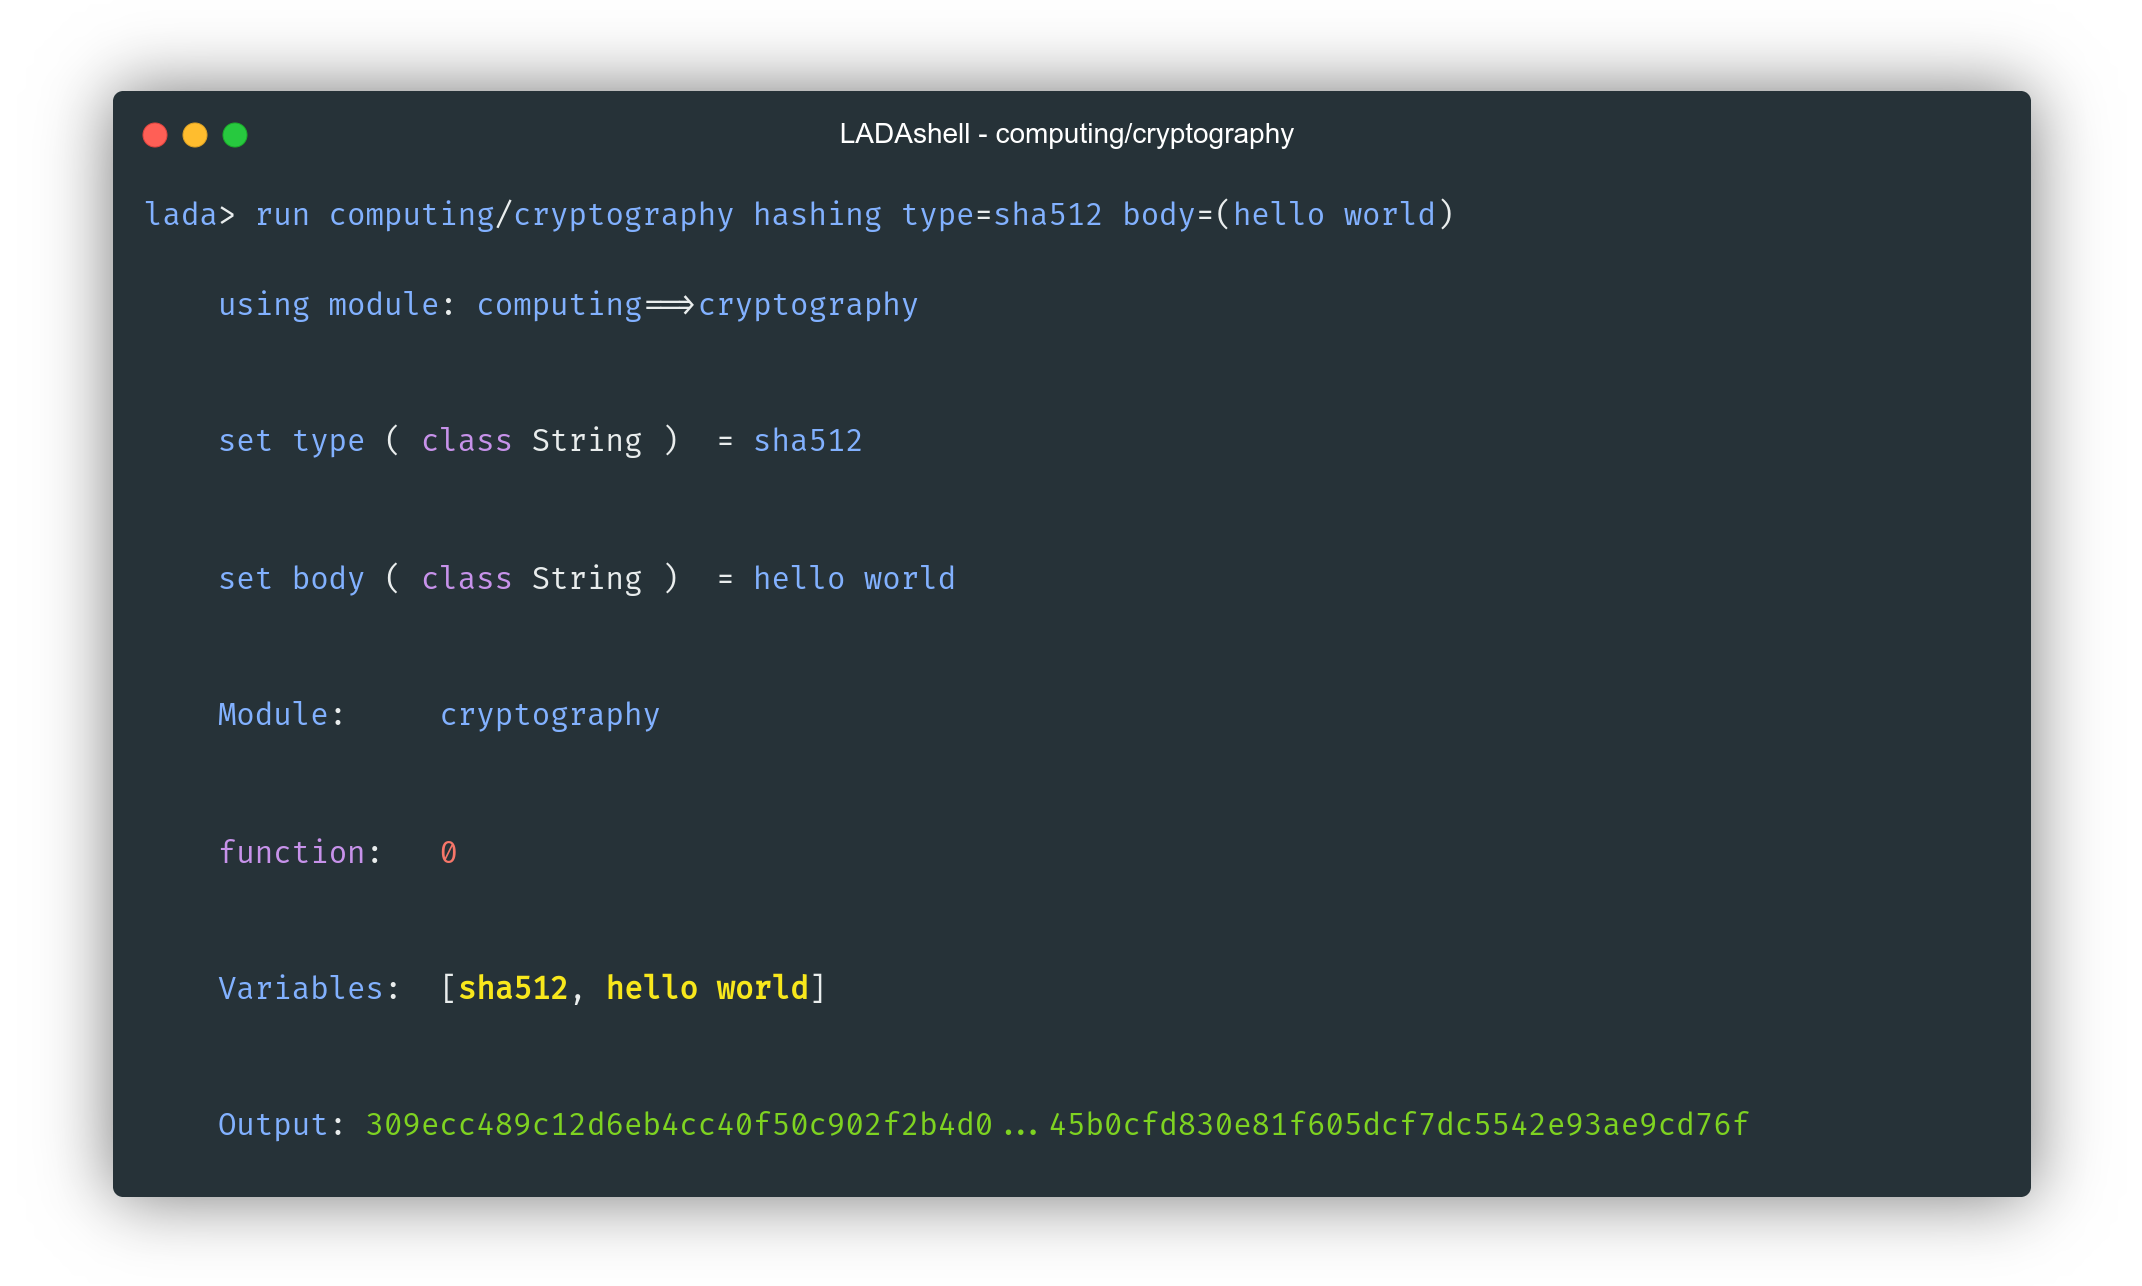 LADAshell - computing/cryptography
lada> run computing/cryptography hashing type=sha512 body=(hello world)
using module: computing==>cryptography
set type ( class String )  = sha512
set body ( class String )  = hello world
Module:     cryptography
function:   0
Variables:  [sha512, hello world]
Output: 309ecc489c12d6eb4cc40f50c902f2b4d0...45b0cfd830e81f605dcf7dc5542e93ae9cd76f